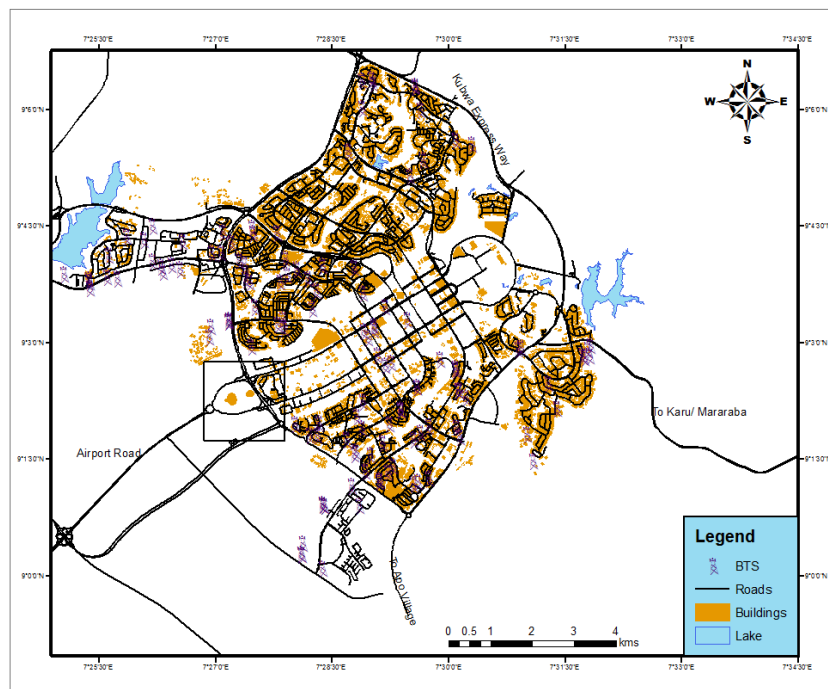 7°25'30"E 7°27'0"E 7°28'30"E 7°30'0"E 7°31'30"E 7°33'0"E 7°34'30"E
N
W E
S
9°6'0"N 9°6'0"N
Kubwa Express Way
9°4'30"N 9°4'30"N
9°3'0"N 9°3'0"N
To Karu/ Mararaba
Airport Road
9°1'30"N 9°1'30"N
To Apo Village
9°0'0"N 9°0'0"N
Legend
BTS
Roads
Buildings
Lake
0 0.5 1 2 3 4
kms
7°25'30"E 7°27'0"E 7°28'30"E 7°30'0"E 7°31'30"E 7°33'0"E 7°34'30"E